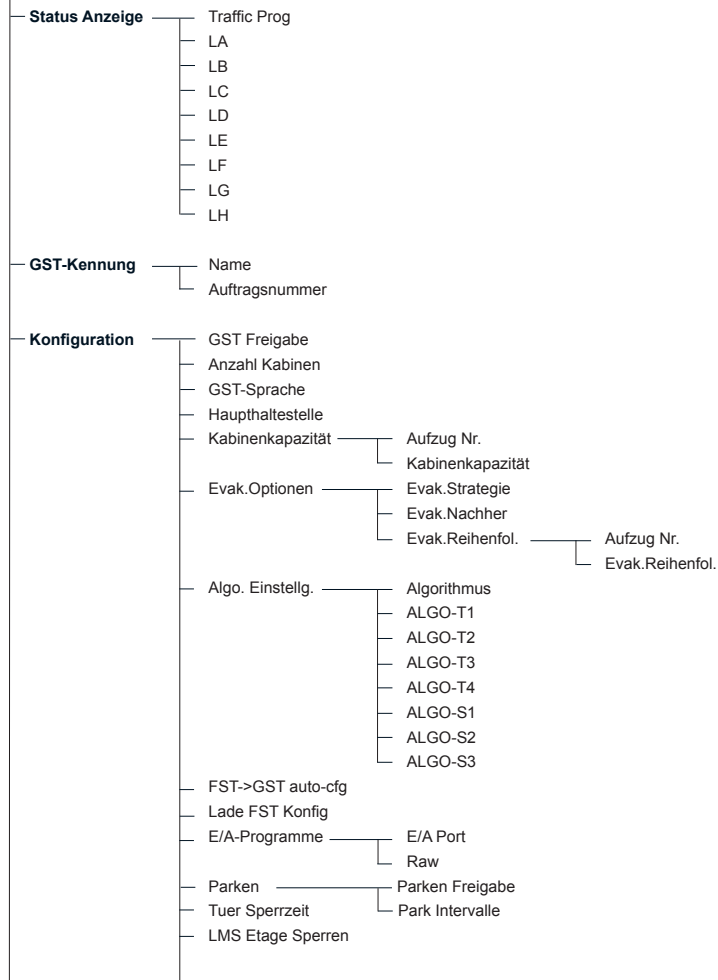 Status Anzeige Traffic Prog
LA
LB
LC
LD
LE
LF
LG
LH
GST-Kennung Name
Auftragsnummer
Konfiguration GST Freigabe
Anzahl Kabinen
GST-Sprache
Haupthaltestelle
Kabinenkapazität Aufzug Nr.
Kabinenkapazität
Evak.Optionen Evak.Strategie
Evak.Nachher
Evak.Reihenfol. Aufzug Nr.
Evak.Reihenfol.
Algo. Einstellg. Algorithmus
ALGO-T1
ALGO-T2
ALGO-T3
ALGO-T4
ALGO-S1
ALGO-S2
ALGO-S3
FST->GST auto-cfg
Lade FST Konfig
E/A-Programme E/A Port
Raw
Parken Parken Freigabe
Tuer Sperrzeit Park Intervalle
LMS Etage Sperren